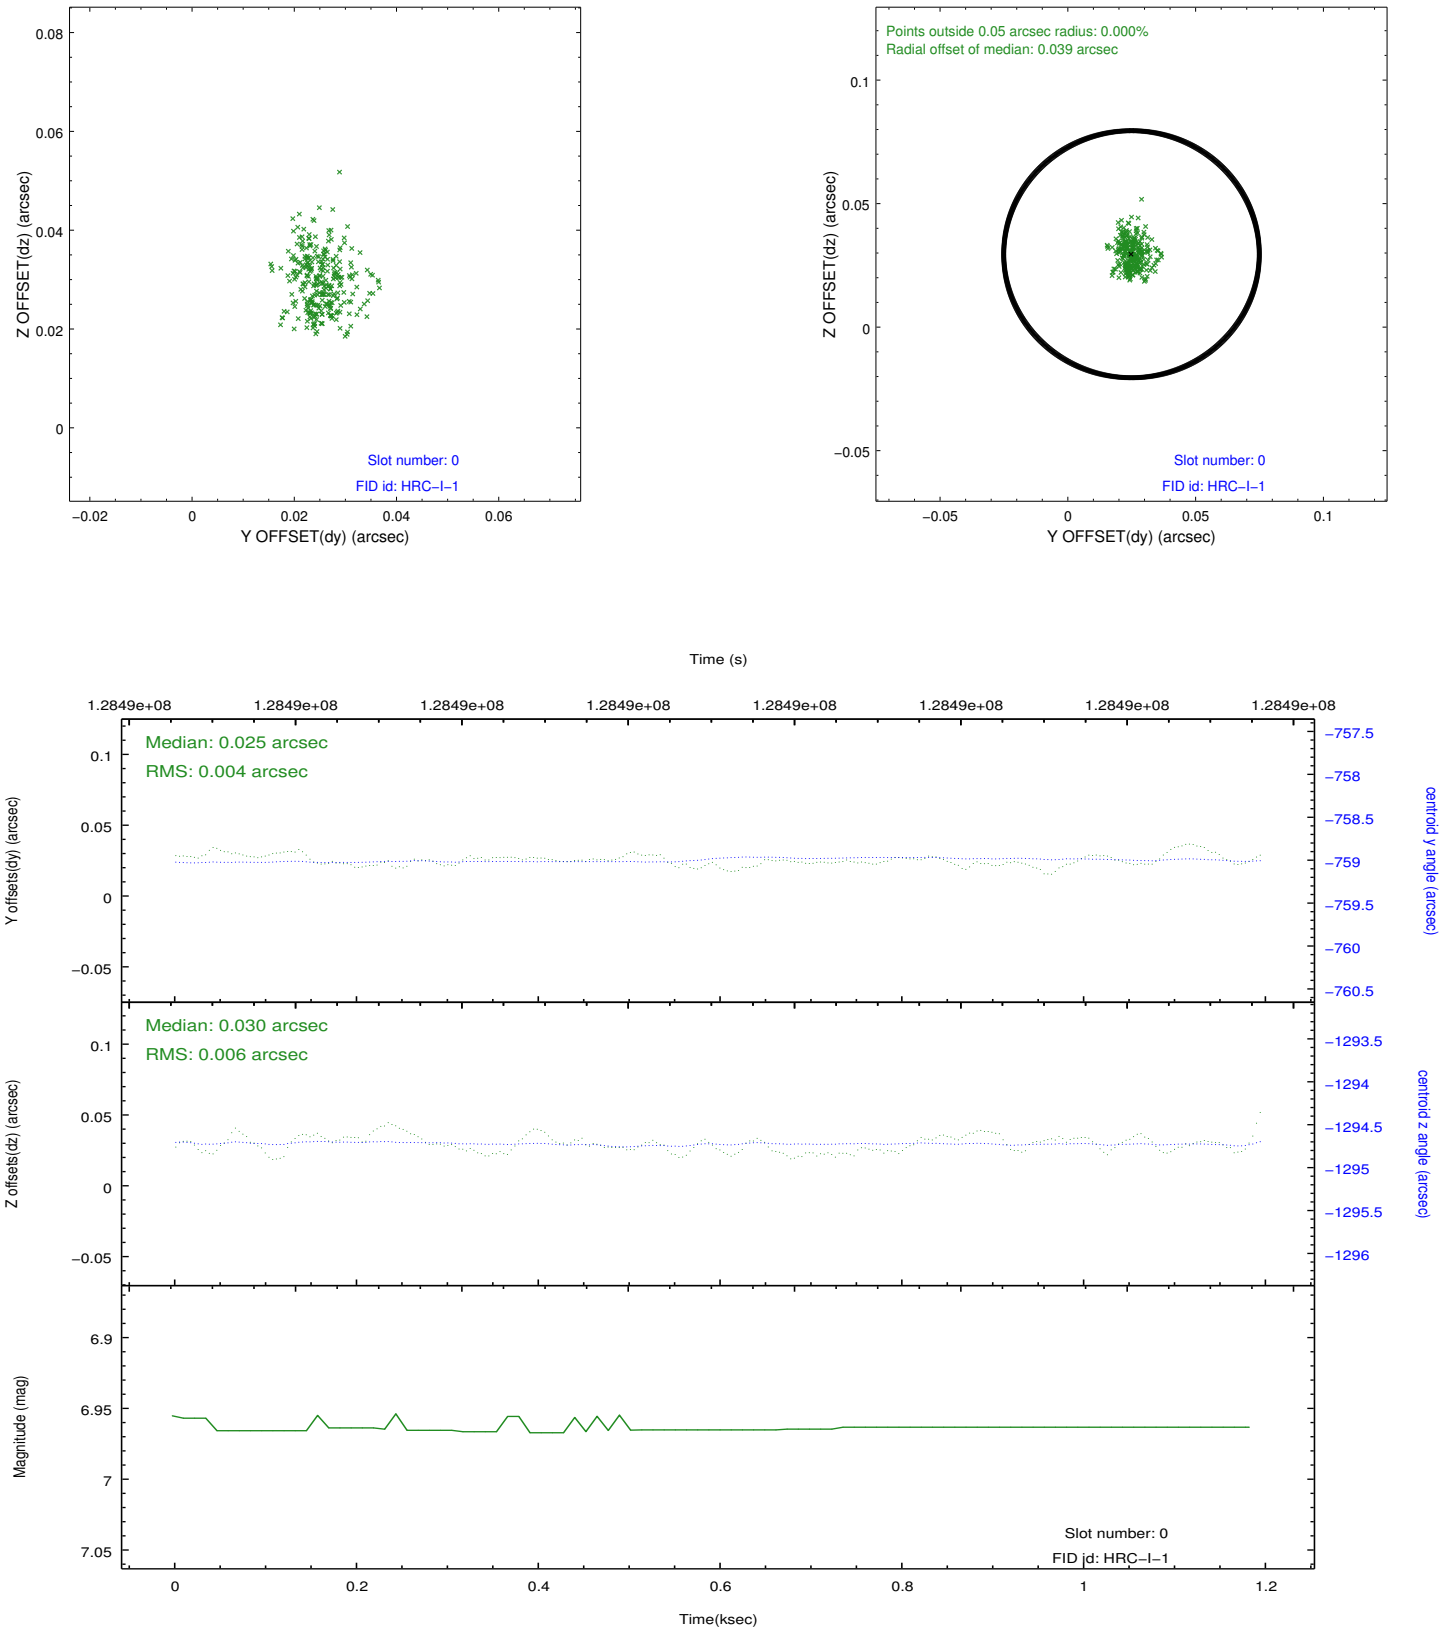 0.08
0.06
0.04
0.02
0
Z OFFSET(dz) (arcsec)
Slot number: 0
FID id: HRC−I−1
−0.02
0
0.02
0.04
0.06
Y OFFSET(dy) (arcsec)
Points outside 0.05 arcsec radius: 0.000%
Radial offset of median: 0.039 arcsec
0.1
0.05
0
−0.05
Z OFFSET(dz) (arcsec)
Slot number: 0
FID id: HRC−I−1
−0.05
0
0.05
0.1
Y OFFSET(dy) (arcsec)
Time (s)
1.2849e+08
1.2849e+08
1.2849e+08
1.2849e+08
1.2849e+08
1.2849e+08
1.2849e+08
1.2849e+08
Median: 0.025 arcsec
RMS: 0.004 arcsec
0.1
0.05
0
−0.05
Y offsets(dy) (arcsec)
−757.5
−758
−758.5
−759
−759.5
−760
−760.5
centroid y angle (arcsec)
Median: 0.030 arcsec
RMS: 0.006 arcsec
0.1
0.05
0
−0.05
Z offsets(dz) (arcsec)
−1293.5
−1294
−1294.5
−1295
−1295.5
−1296
centroid z angle (arcsec)
6.9
6.95
7
7.05
Magnitude (mag)
Slot number: 0
FID id: HRC−I−1
0
0.2
0.4
0.6
0.8
1
1.2
Time(ksec)